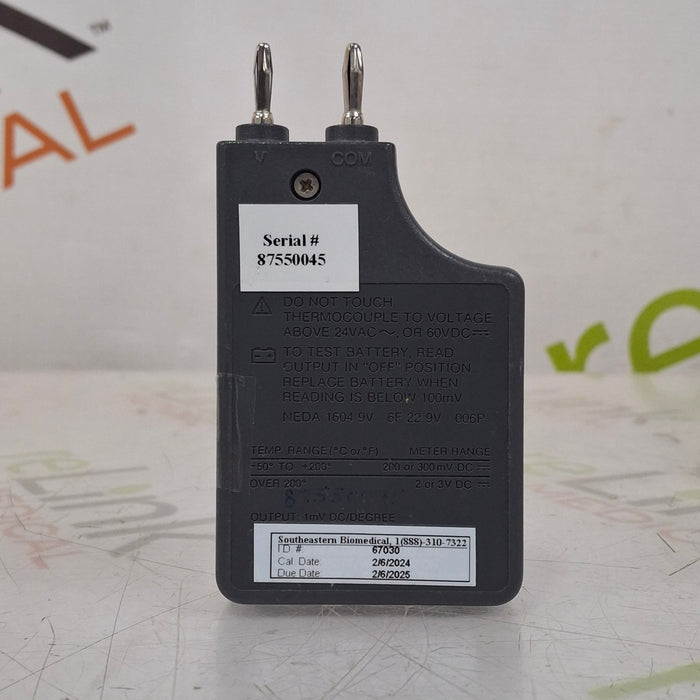 TM
AL
V COM
Serial #
87550045
DO NOT TOUCH
THERMOCOUPLE TO VOLTAGE
ABOVE 24VAC ~, OR 60VDC ⎓
TO TEST BATTERY, READ
OUTPUT IN "OFF" POSITION.
REPLACE BATTERY WHEN
READING IS BELOW 100mV
NEDA 1604 9V 6F 22 9V 006P
TEMP. RANGE (°C or °F) METER RANGE
-50° TO +200° 200 or 300mV DC ⎓
OVER 200° 2 or 3V DC ⎓
OUTPUT: 1mV DC/DEGREE
Southeastern Biomedical, 1(888)-310-7322
I.D. # 67030
Cal. Date: 2/6/2024
Due Date: 2/6/2025
re